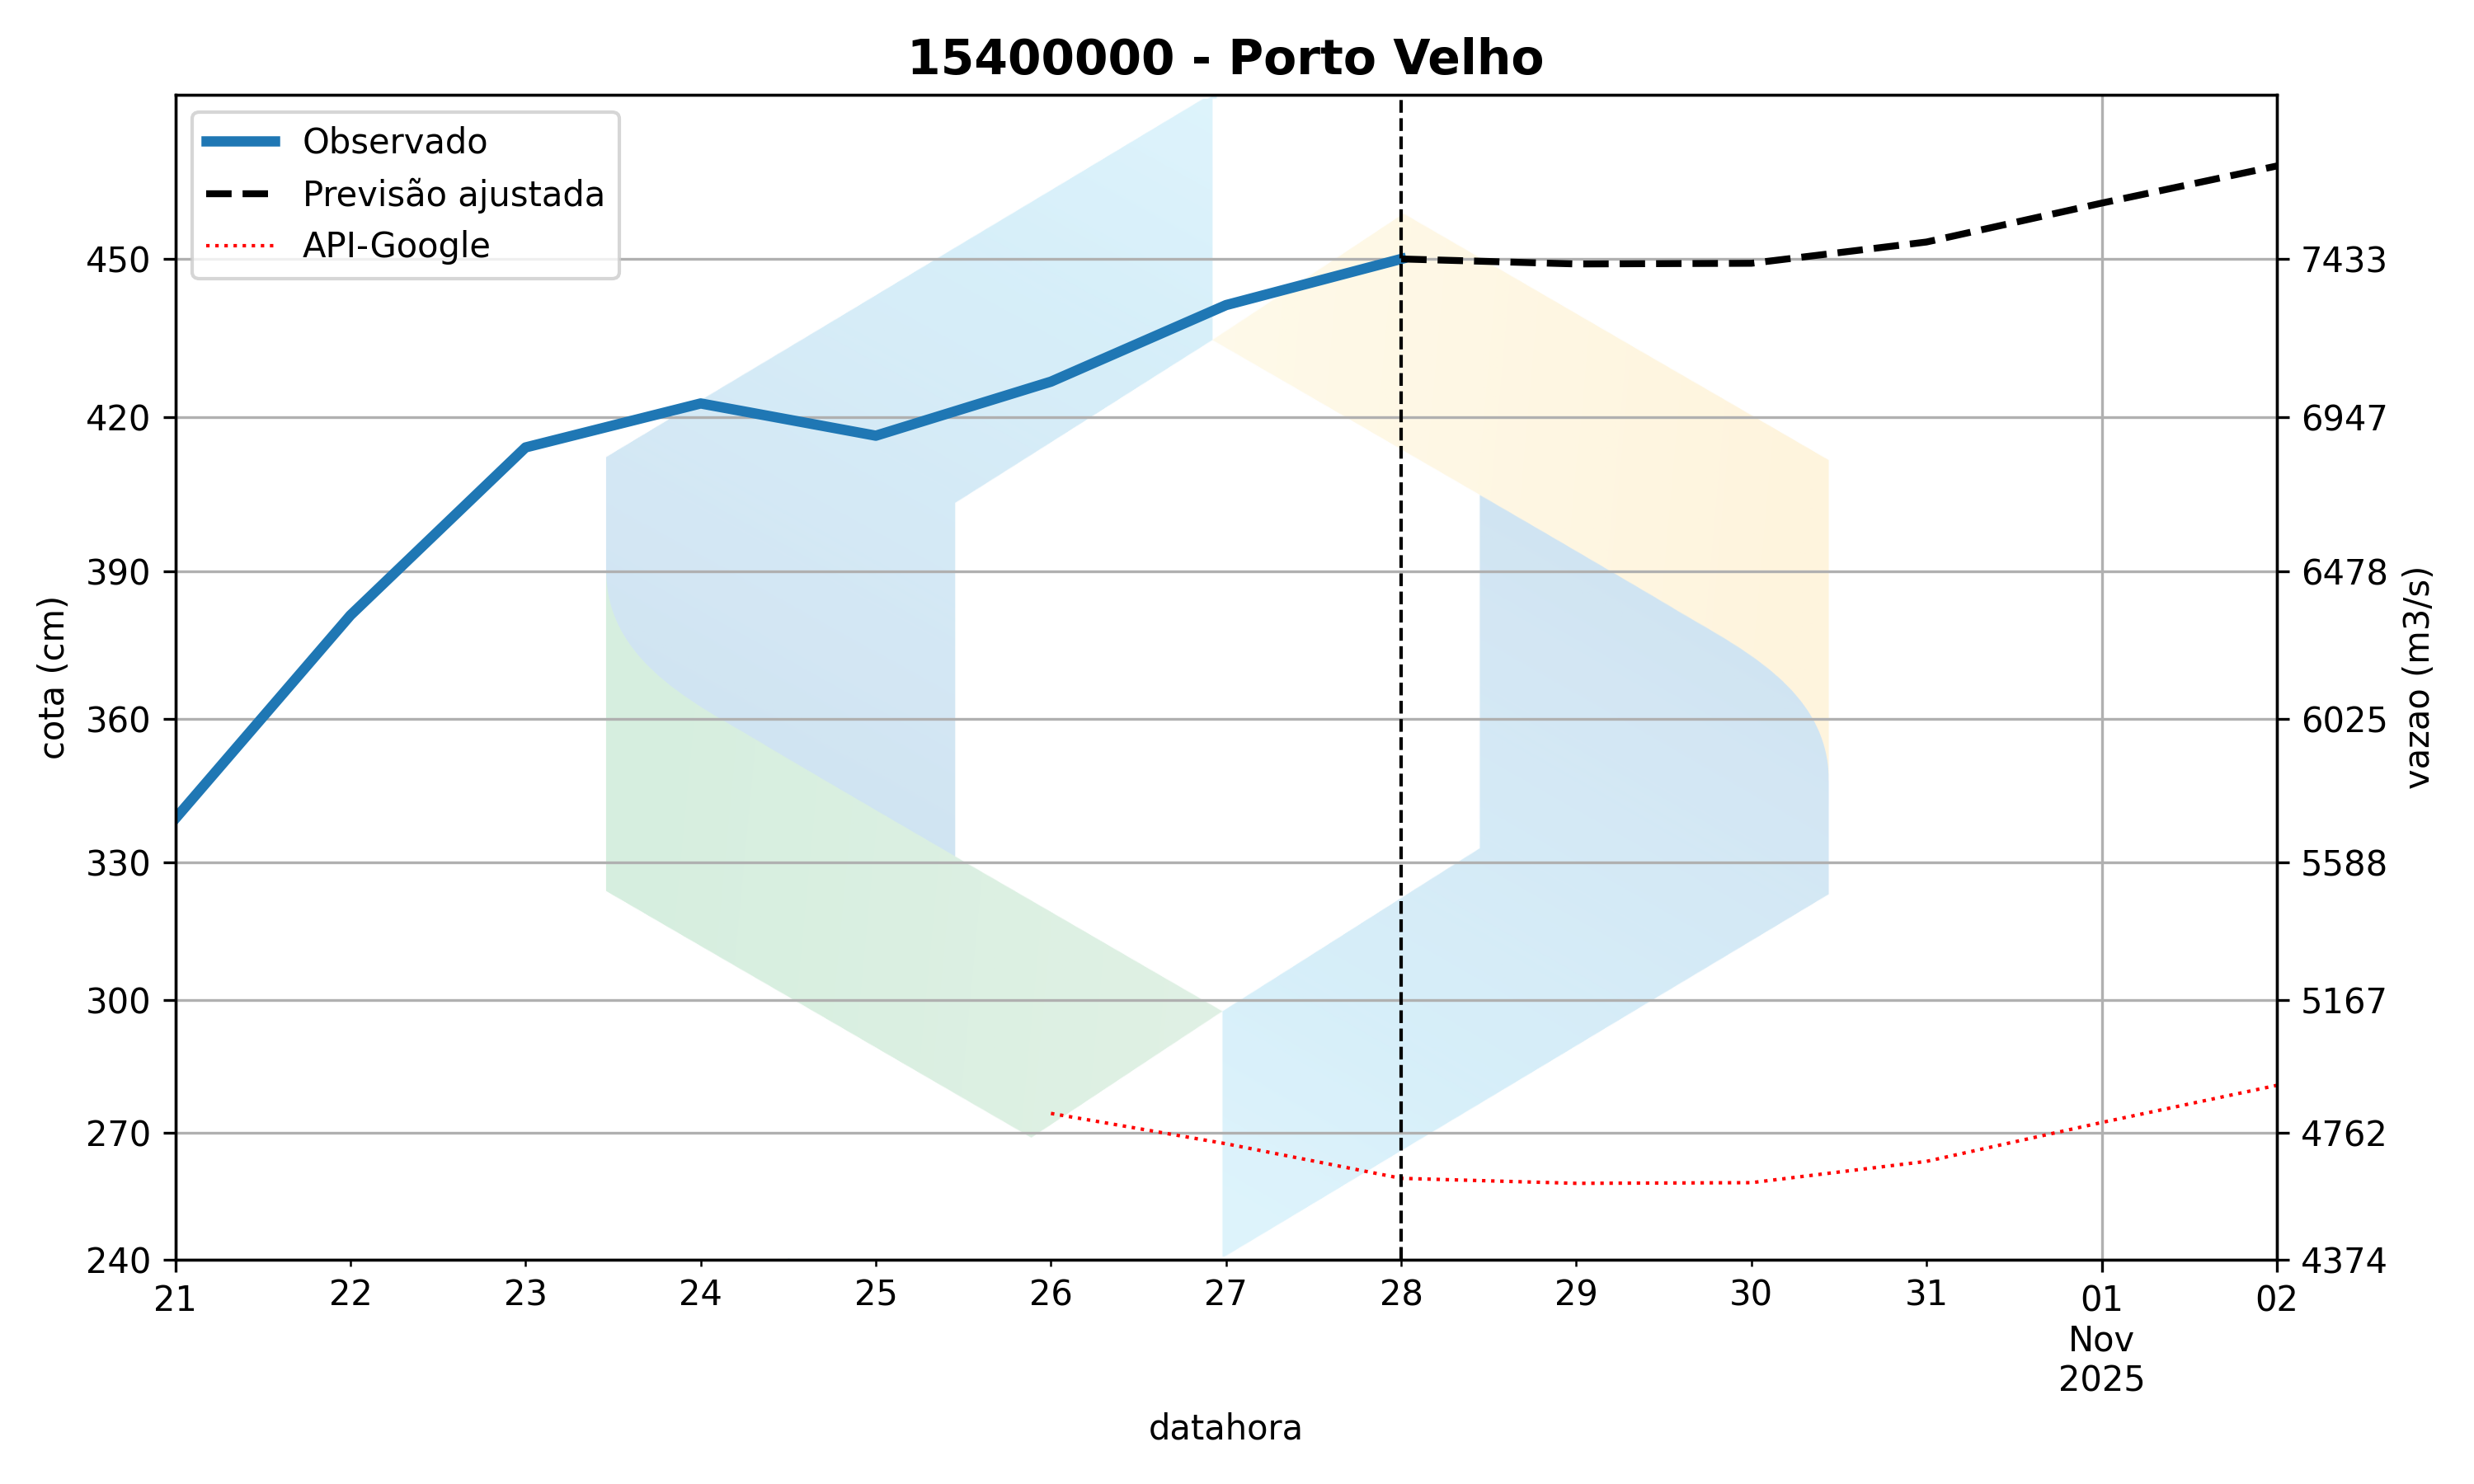 15400000 - Porto Velho
Observado
Previsão ajustada
API-Google
450
420
390
360
330
300
270
240
cota (cm)
7433
6947
6478
6025
5588
5167
4762
4374
vazao (m3/s)
21 22 23 24 25 26 27 28 29 30 31 01 02
Nov
2025
datahora